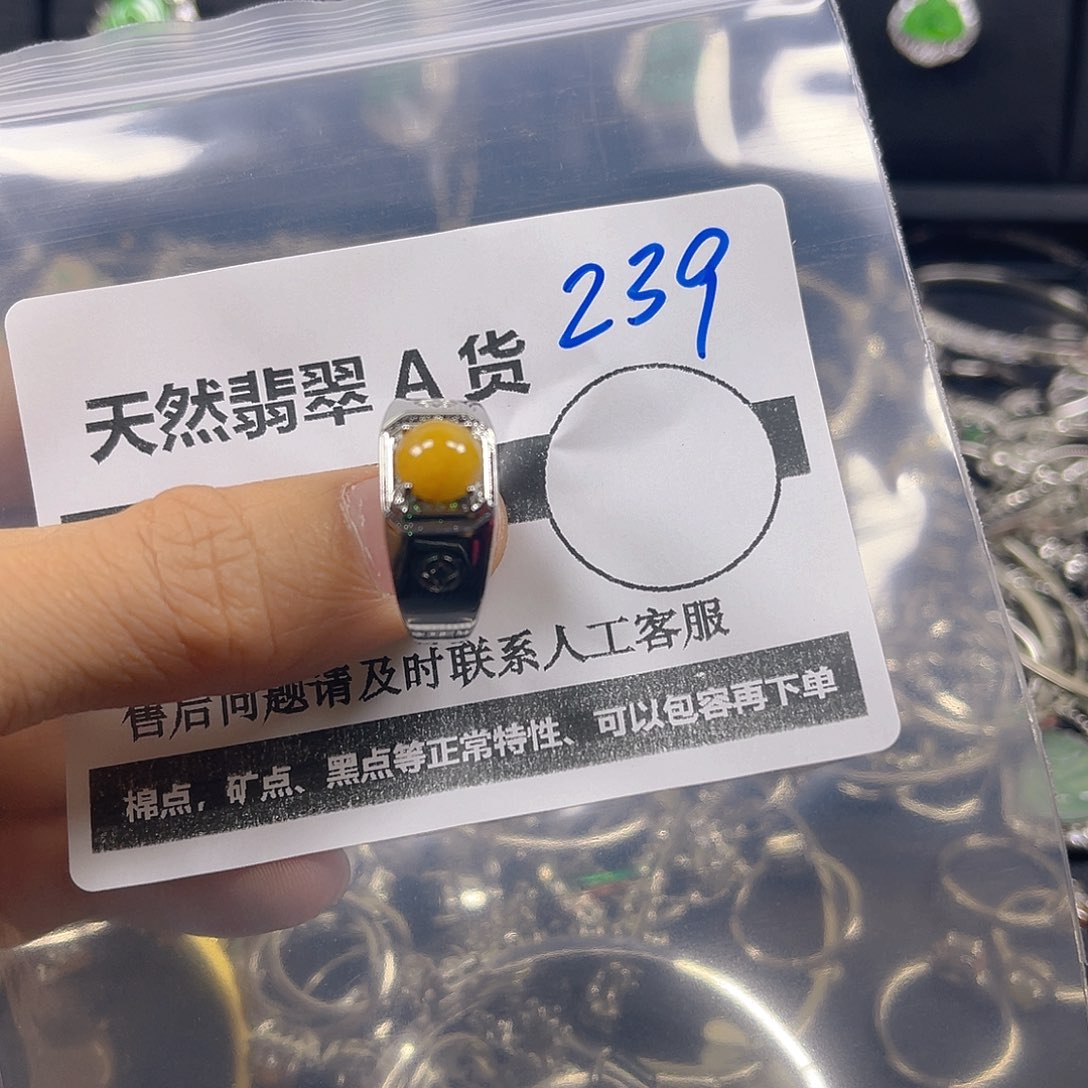 239
天然翡翠 A 货
售后问题请及时联系人工客服
棉点，矿点、黑点等正常特性、可以包容再下单